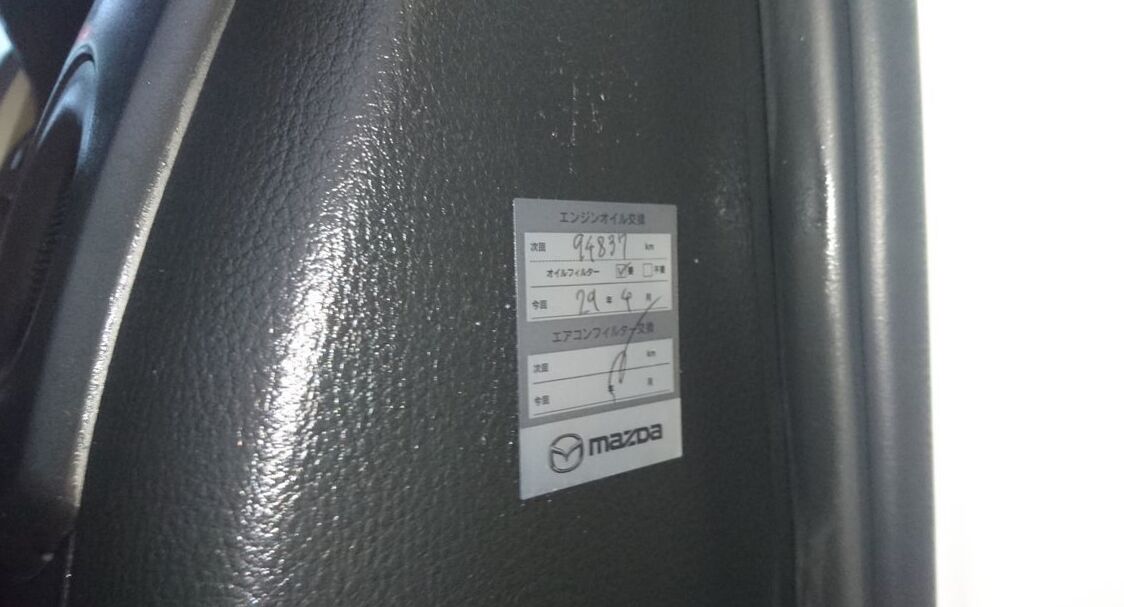 エンジンオイル交換
次回 94837 km
オイルフィルター ☑要 □不要
今回 29年 4月
エアコンフィルター交換
次回 km
今回 年 月
mazda